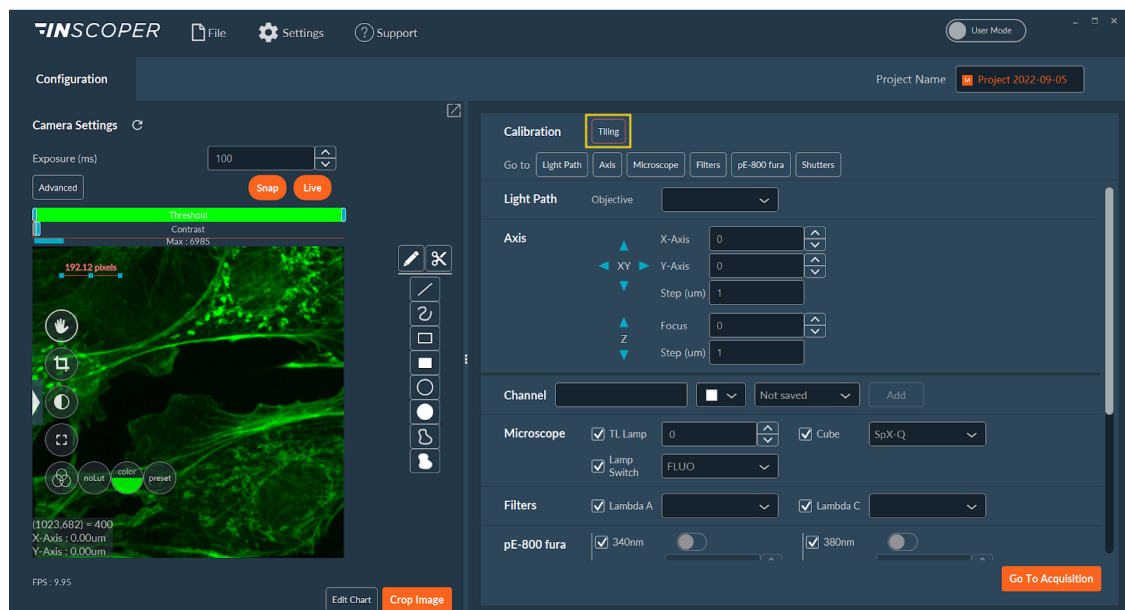 INSCOPER File Settings ? Support User Mode
Configuration
Project Name M Project 2022-09-05
Camera Settings
Exposure (ms) 100
Advanced Snap Live
Threshold
Contrast
Max : 6985
192.12 pixels
noLut color preset
(1023,682) = 400
X-Axis : 0.00um
Y-Axis : 0.00um
FPS : 9.95
Edit Chart Crop Image
Calibration Tiling
Go to Light Path Axis Microscope Filters pE-800 fura Shutters
Light Path Objective
Axis X-Axis 0
XY Y-Axis 0
Step (um) 1
Focus 0
Z
Step (um) 1
Channel Not saved Add
Microscope TL Lamp 0 Cube SpX-Q
Lamp Switch FLUO
Filters Lambda A Lambda C
pE-800 fura 340nm 380nm
Go To Acquisition